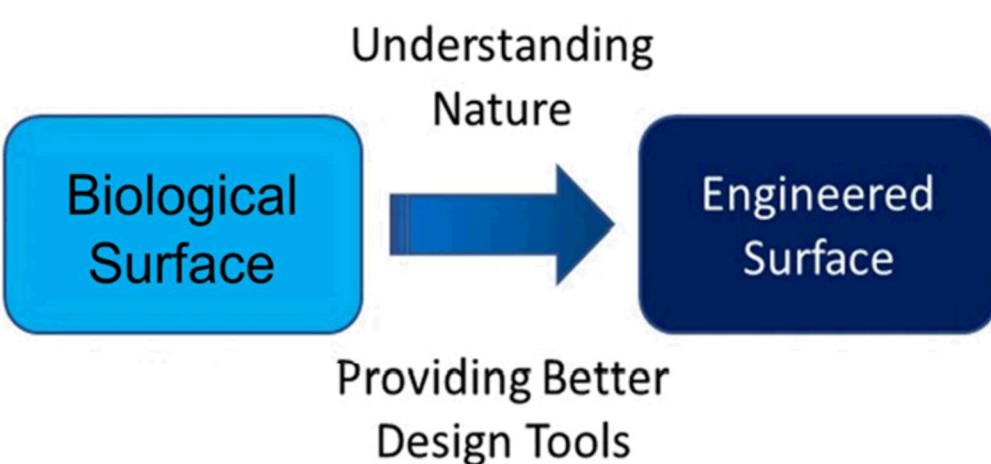 Understanding
Nature
Biological
Surface
Engineered
Surface
Providing Better
Design Tools